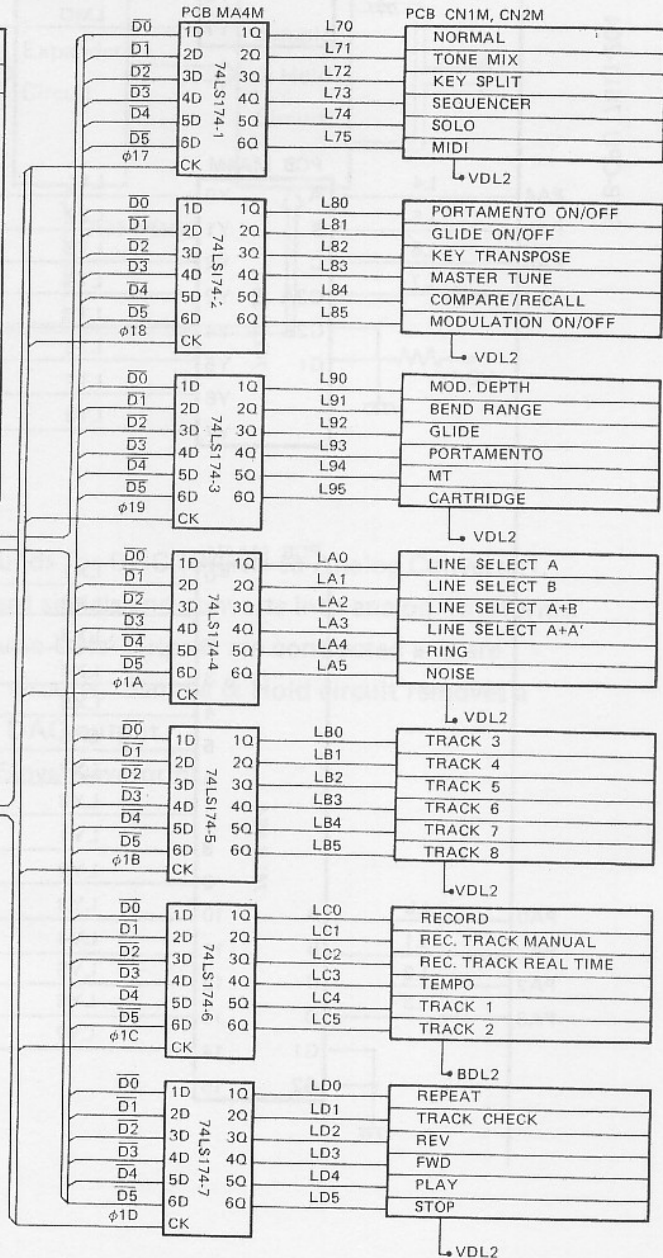 PCB MA4M PCB CN1M, CN2M
D0 1D 1Q L70 NORMAL
D1 2D 2Q L71 TONE MIX
D2 3D 3Q L72 KEY SPLIT
D3 4D 4Q L73 SEQUENCER
D4 5D 5Q L74 SOLO
D5 6D 6Q L75 MIDI
φ17 CK
74LS174-1
VDL2
D0 1D 1Q L80 PORTAMENTO ON/OFF
D1 2D 2Q L81 GLIDE ON/OFF
D2 3D 3Q L82 KEY TRANSPOSE
D3 4D 4Q L83 MASTER TUNE
D4 5D 5Q L84 COMPARE/RECALL
D5 6D 6Q L85 MODULATION ON/OFF
φ18 CK
74LS174-2
VDL2
D0 1D 1Q L90 MOD. DEPTH
D1 2D 2Q L91 BEND RANGE
D2 3D 3Q L92 GLIDE
D3 4D 4Q L93 PORTAMENTO
D4 5D 5Q L94 MT
D5 6D 6Q L95 CARTRIDGE
φ19 CK
74LS174-3
VDL2
D0 1D 1Q LA0 LINE SELECT A
D1 2D 2Q LA1 LINE SELECT B
D2 3D 3Q LA2 LINE SELECT A+B
D3 4D 4Q LA3 LINE SELECT A+A'
D4 5D 5Q LA4 RING
D5 6D 6Q LA5 NOISE
φ1A CK
74LS174-4
VDL2
D0 1D 1Q LB0 TRACK 3
D1 2D 2Q LB1 TRACK 4
D2 3D 3Q LB2 TRACK 5
D3 4D 4Q LB3 TRACK 6
D4 5D 5Q LB4 TRACK 7
D5 6D 6Q LB5 TRACK 8
φ1B CK
74LS174-5
VDL2
D0 1D 1Q LC0 RECORD
D1 2D 2Q LC1 REC. TRACK MANUAL
D2 3D 3Q LC2 REC. TRACK REAL TIME
D3 4D 4Q LC3 TEMPO
D4 5D 5Q LC4 TRACK 1
D5 6D 6Q LC5 TRACK 2
φ1C CK
74LS174-6
BDL2
D0 1D 1Q LD0 REPEAT
D1 2D 2Q LD1 TRACK CHECK
D2 3D 3Q LD2 REV
D3 4D 4Q LD3 FWD
D4 5D 5Q LD4 PLAY
D5 6D 6Q LD5 STOP
φ1D CK
74LS174-7
VDL2